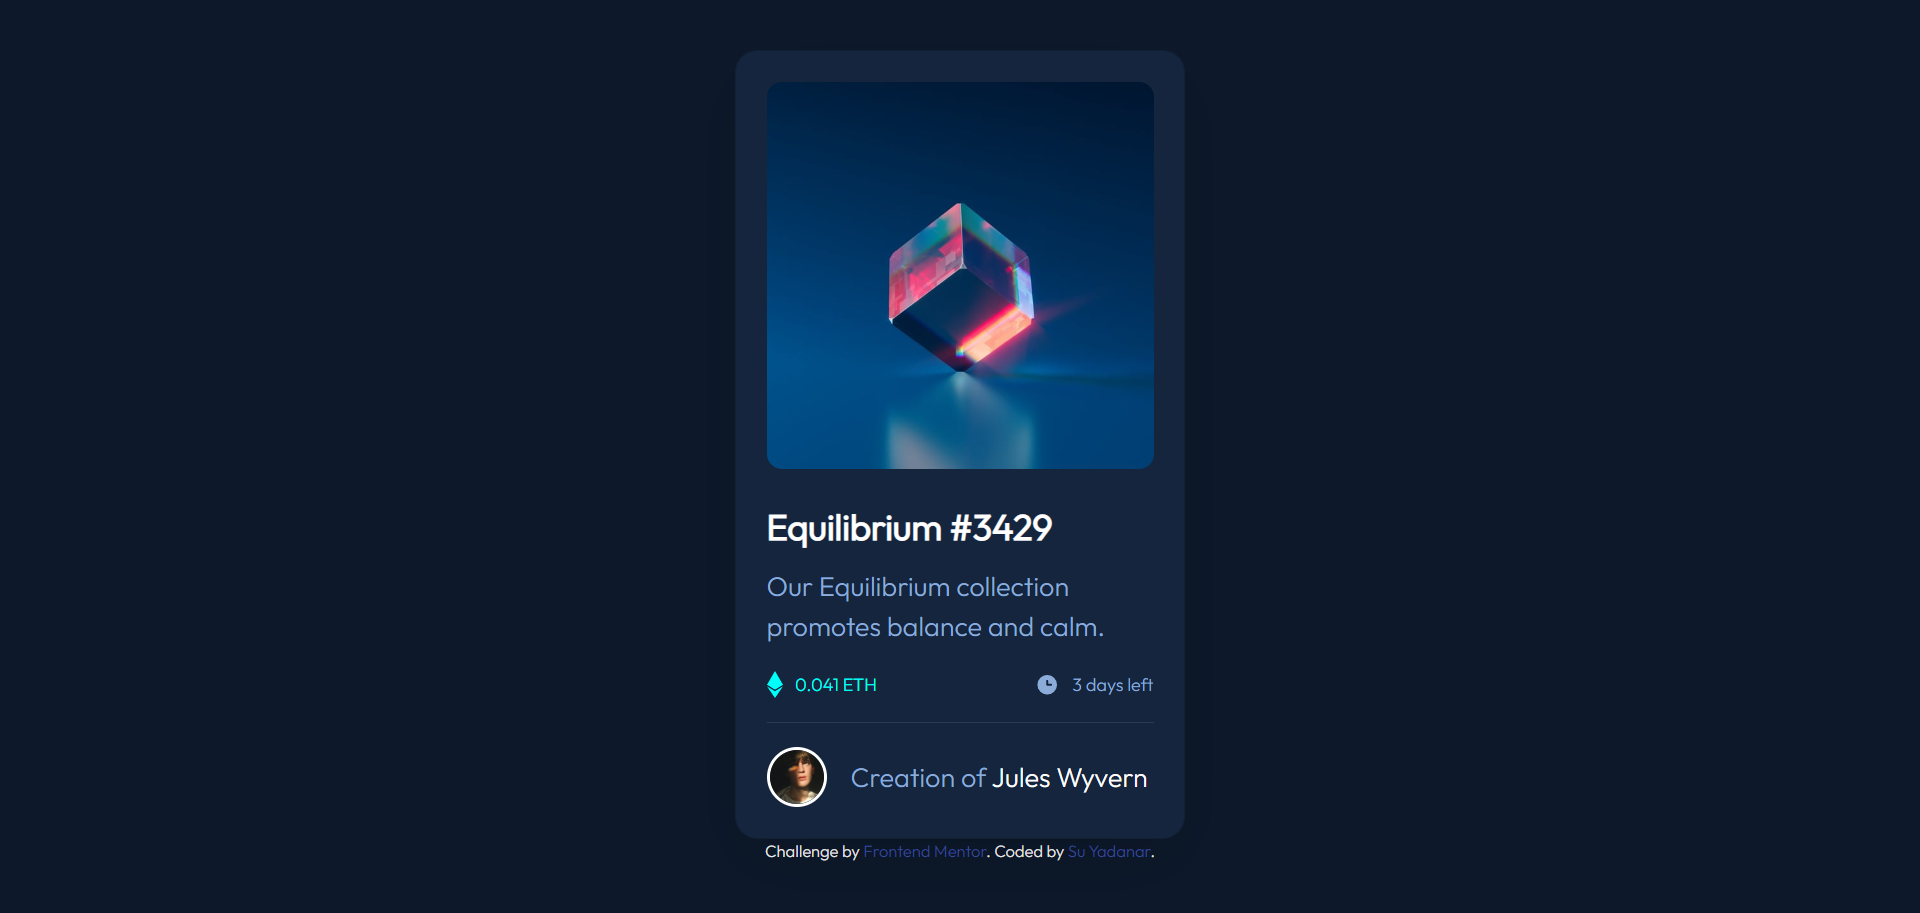 Equilibrium #3429
Our Equilibrium collection
promotes balance and calm.
0.041 ETH
3 days left
Creation of Jules Wyvern
Challenge by Frontend Mentor. Coded by Su Yadanar.